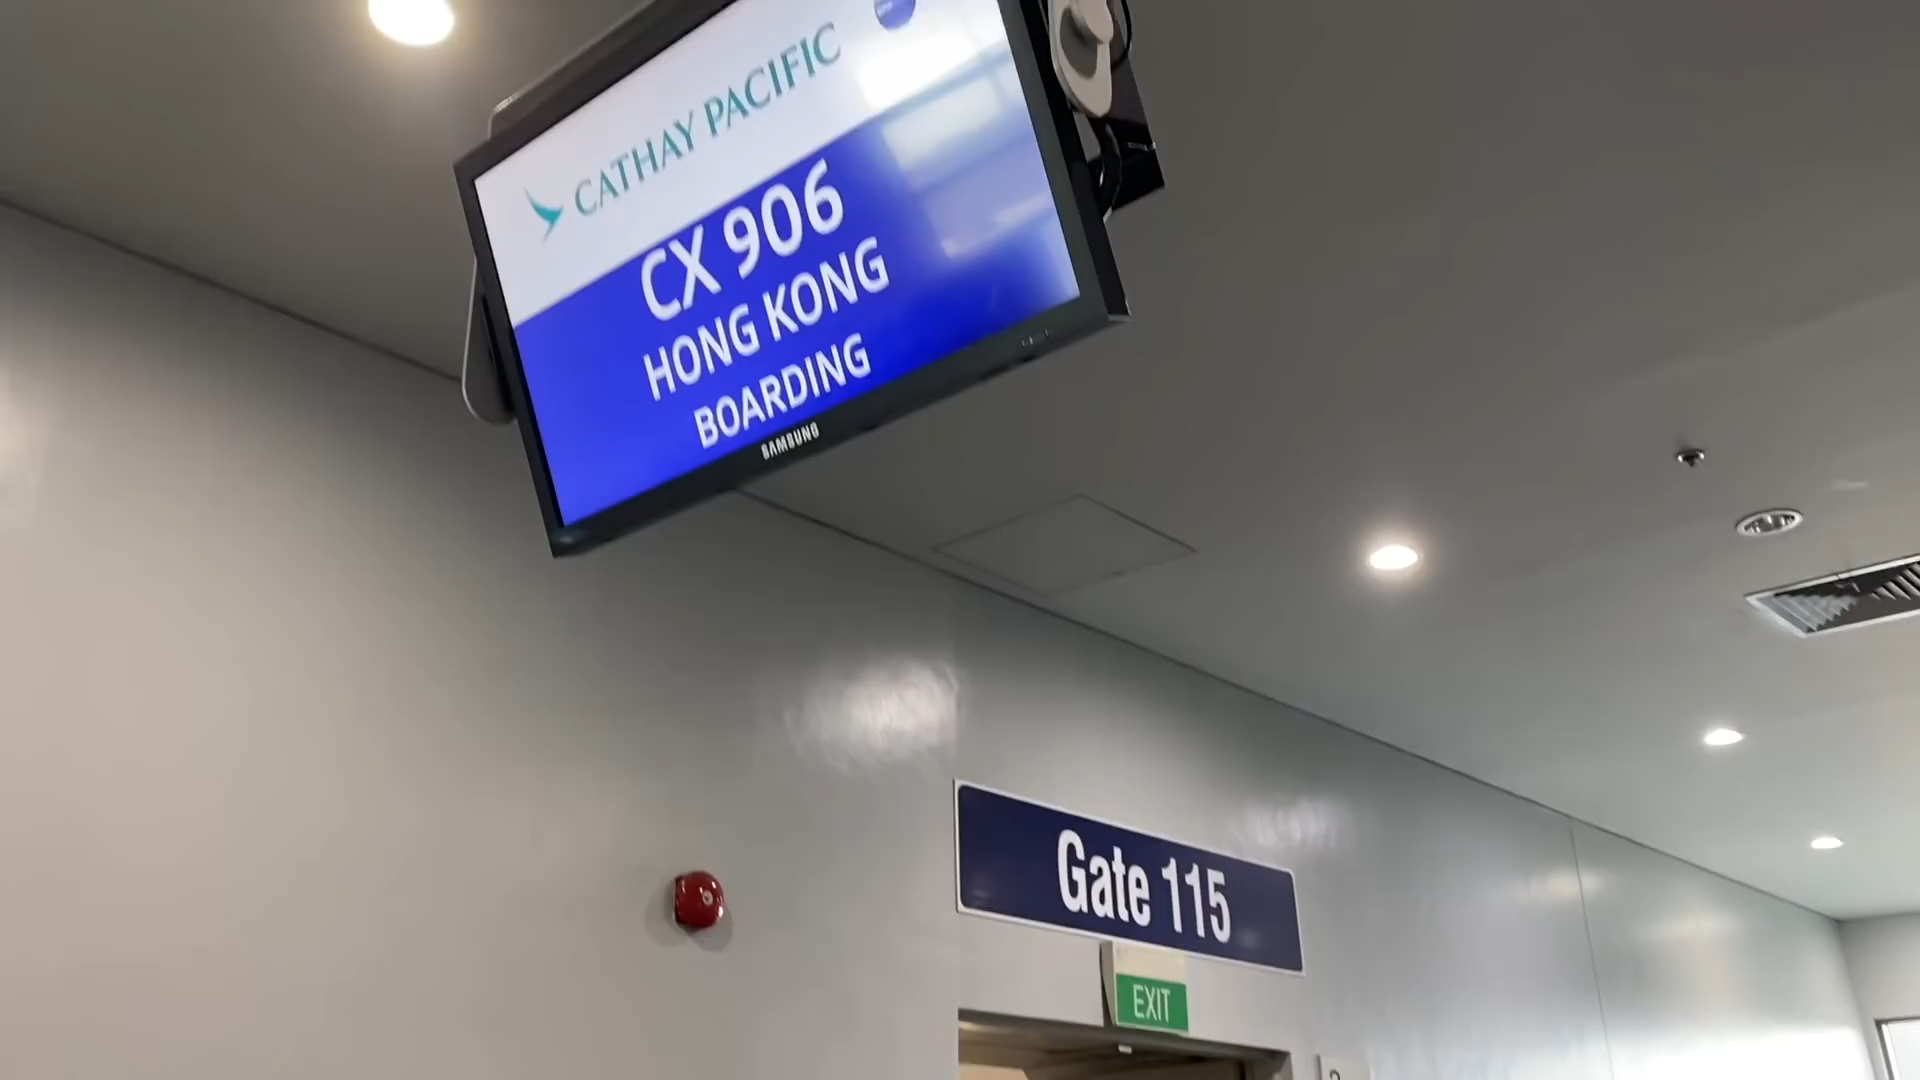 CATHAY PACIFIC
CX 906
HONG KONG
BOARDING
SAMSUNG
Gate 115
EXIT